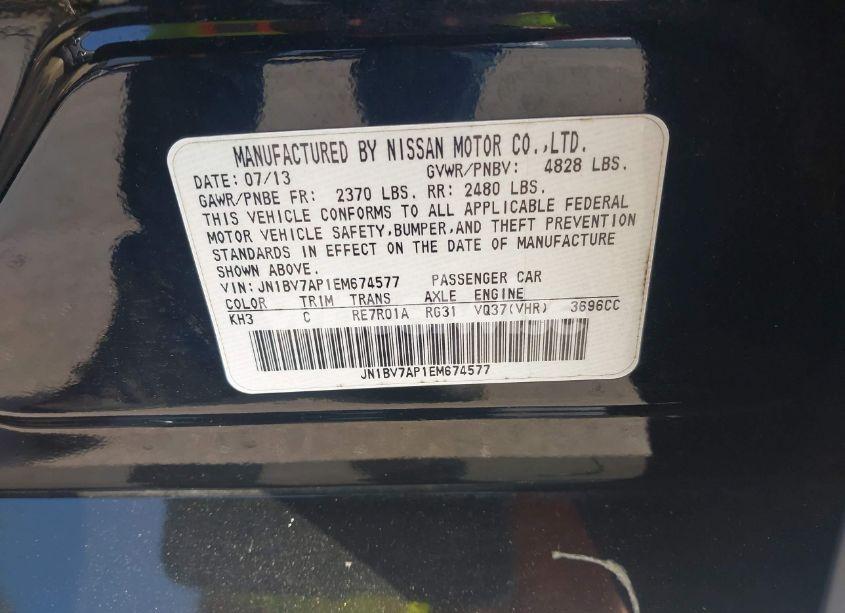 MANUFACTURED BY NISSAN MOTOR CO.,LTD.
DATE: 07/13 GVWR/PNBV: 4828 LBS.
GAWR/PNBE FR: 2370 LBS. RR: 2480 LBS.
THIS VEHICLE CONFORMS TO ALL APPLICABLE FEDERAL
MOTOR VEHICLE SAFETY,BUMPER,AND THEFT PREVENTION
STANDARDS IN EFFECT ON THE DATE OF MANUFACTURE
SHOWN ABOVE.
VIN: JN1BV7AP1EM674577 PASSENGER CAR
COLOR TRIM TRANS AXLE ENGINE
KH3 C RE7R01A RG31 VQ37(VHR) 3696CC
JN1BV7AP1EM674577